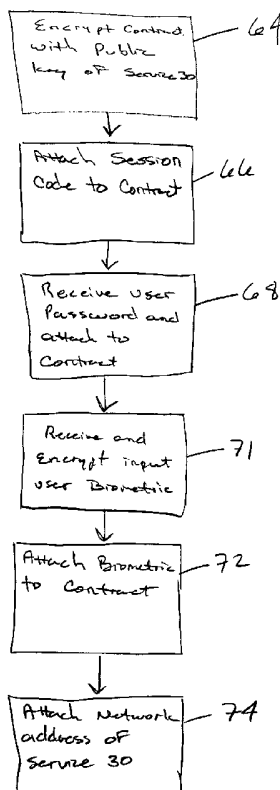 Encrypt Contract
with Public
key of Service 30
64
Attach Session
Code to Contract
66
Receive user
Password and
attach to
Contract
68
Receive and
Encrypt input
user Biometric
71
Attach Biometric
to Contract
72
Attach Network
address of
Service 30
74